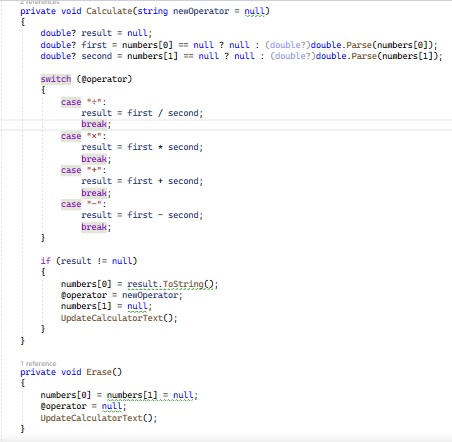 2 references
private void Calculate(string newOperator = null)
{
    double? result = null;
    double? first = numbers[0] == null ? null : (double?)double.Parse(numbers[0]);
    double? second = numbers[1] == null ? null : (double?)double.Parse(numbers[1]);

    switch (@operator)
    {
        case "÷":
            result = first / second;
            break;
        case "×":
            result = first * second;
            break;
        case "+":
            result = first + second;
            break;
        case "-":
            result = first - second;
            break;
    }

    if (result != null)
    {
        numbers[0] = result.ToString();
        @operator = newOperator;
        numbers[1] = null;
        UpdateCalculatorText();
    }
}

1 reference
private void Erase()
{
    numbers[0] = numbers[1] = null;
    @operator = null;
    UpdateCalculatorText();
}